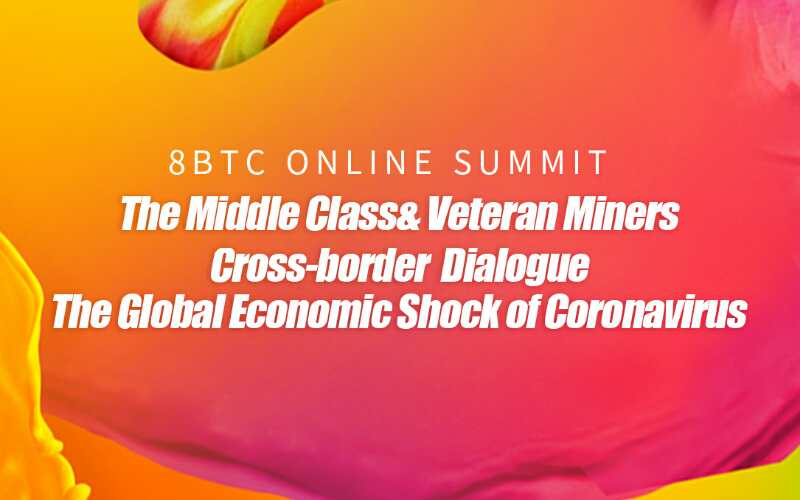 8BTC ONLINE SUMMIT
The Middle Class& Veteran Miners
Cross-border Dialogue
The Global Economic Shock of Coronavirus